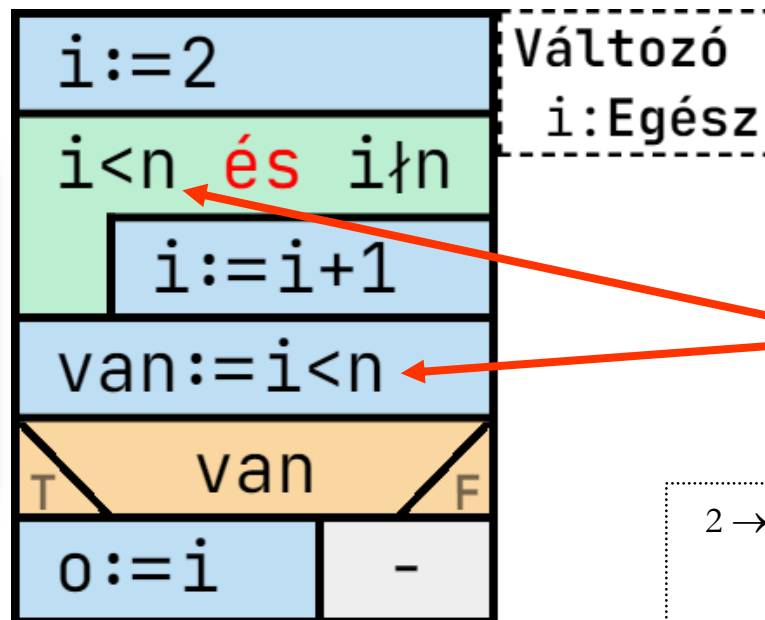 i:=2
Változó
i:Egész
i<n és i∤n
i:=i+1
van:=i<n
T van F
2 →
o:=i -